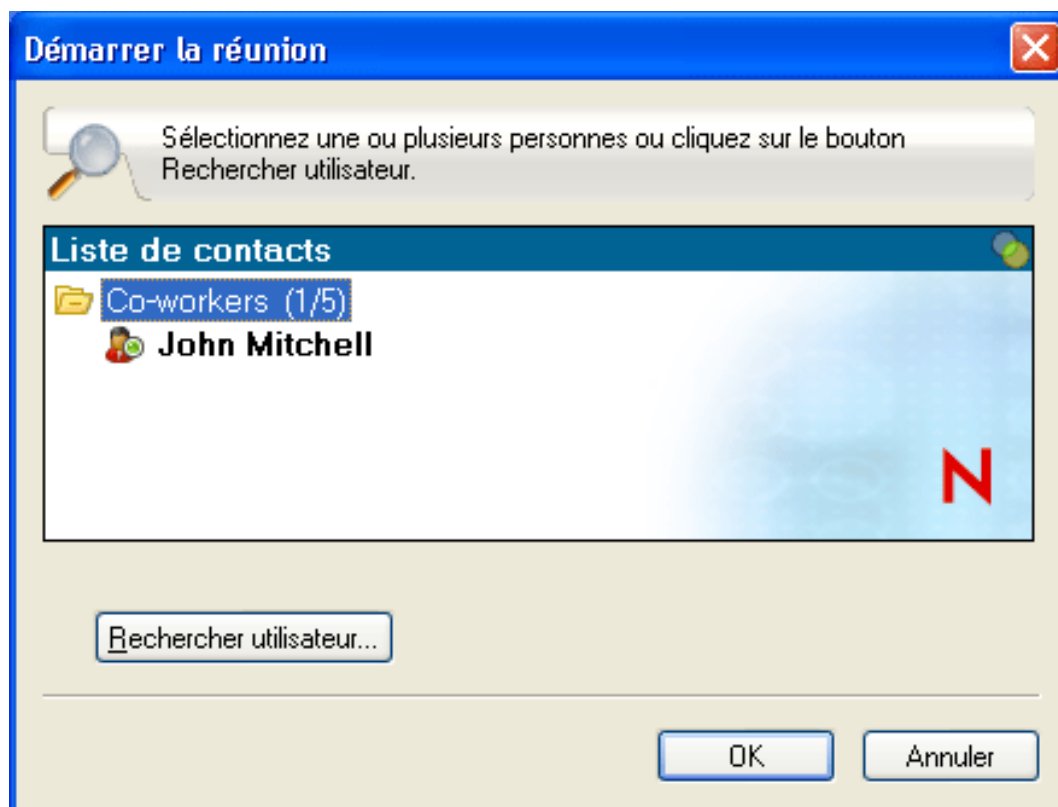 Démarrer la réunion
Sélectionnez une ou plusieurs personnes ou cliquez sur le bouton
Rechercher utilisateur.
Liste de contacts
Co-workers (1/5)
John Mitchell
N
Rechercher utilisateur...
OK
Annuler